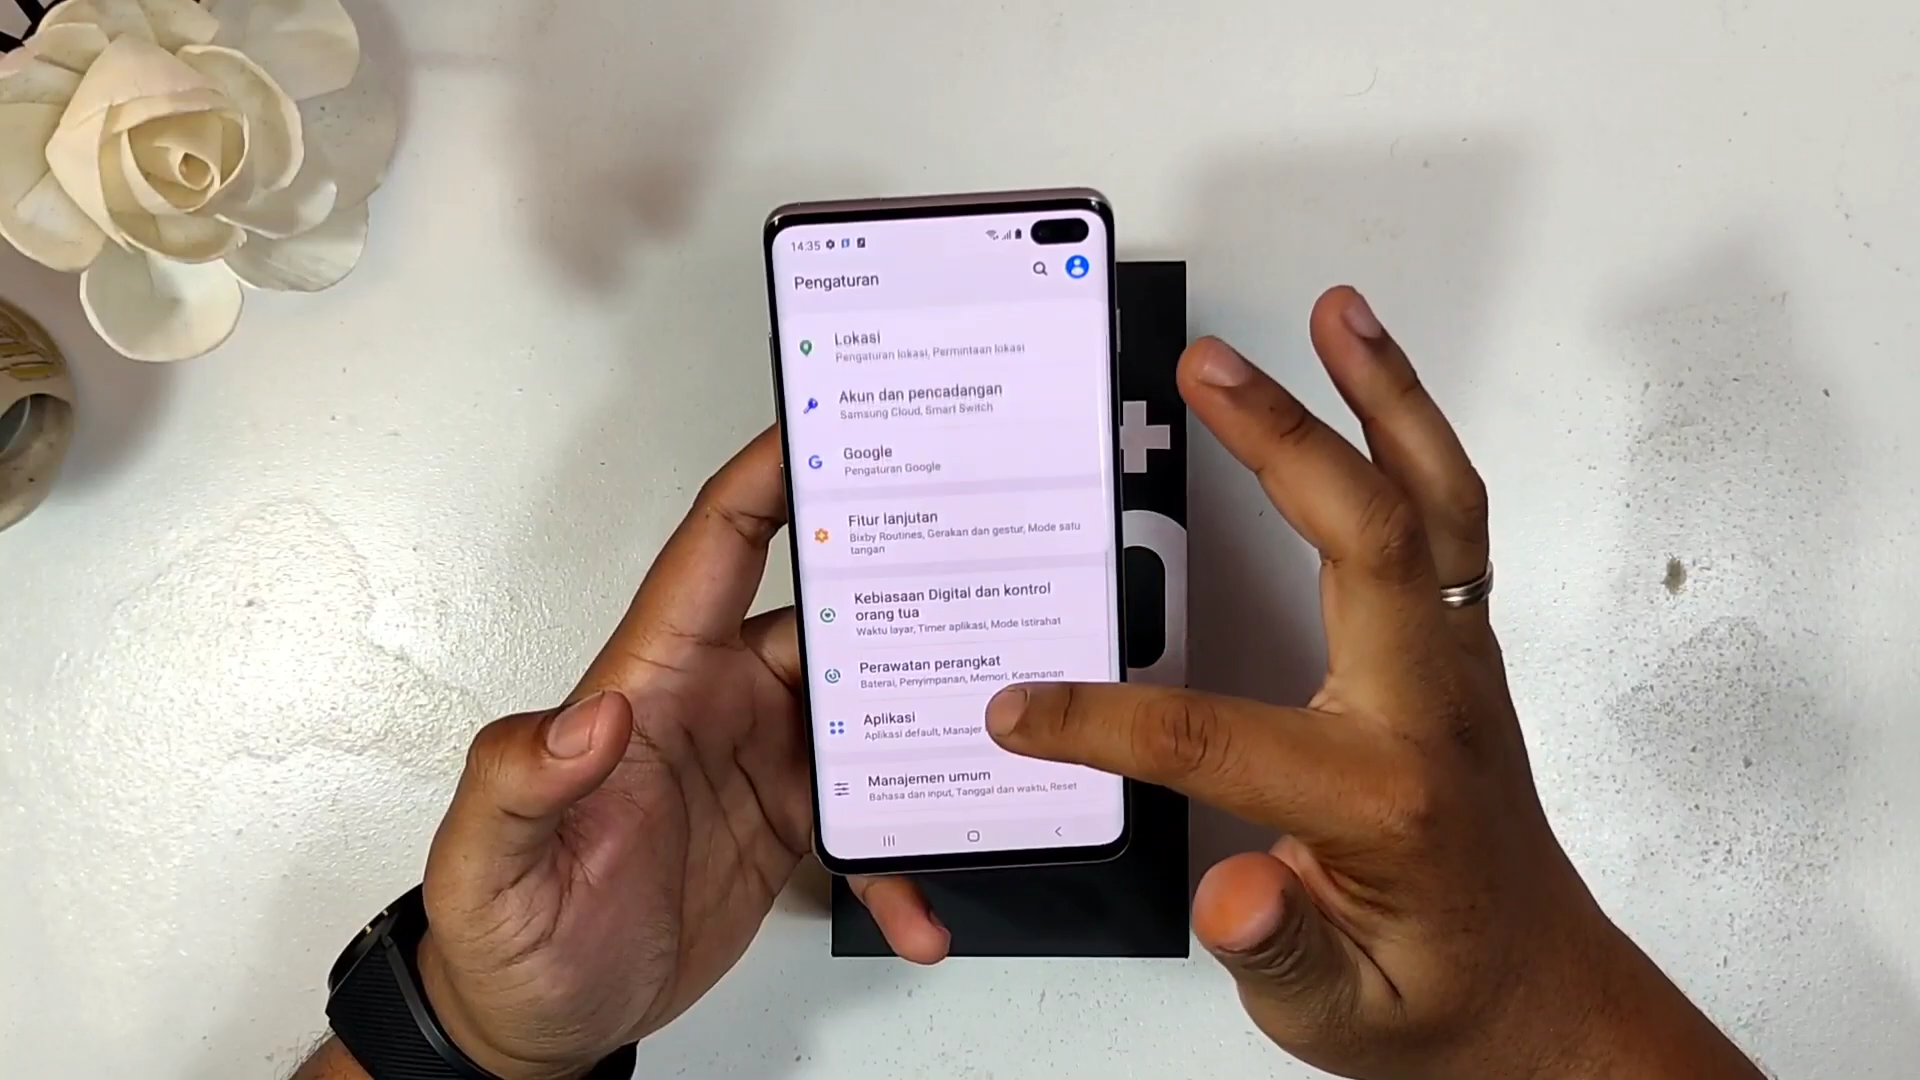 14:35
Pengaturan
Lokasi
Pengaturan lokasi, Permintaan lokasi
Akun dan pencadangan
Samsung Cloud, Smart Switch
Google
Pengaturan Google
Fitur lanjutan
Bixby Routines, Gerakan dan gestur, Mode satu
tangan
Kebiasaan Digital dan kontrol
orang tua
Waktu layar, Timer aplikasi, Mode Istirahat
Perawatan perangkat
Baterai, Penyimpanan, Memori, Keamanan
Aplikasi
Aplikasi default, Manajer
Manajemen umum
Bahasa dan input, Tanggal dan waktu, Reset